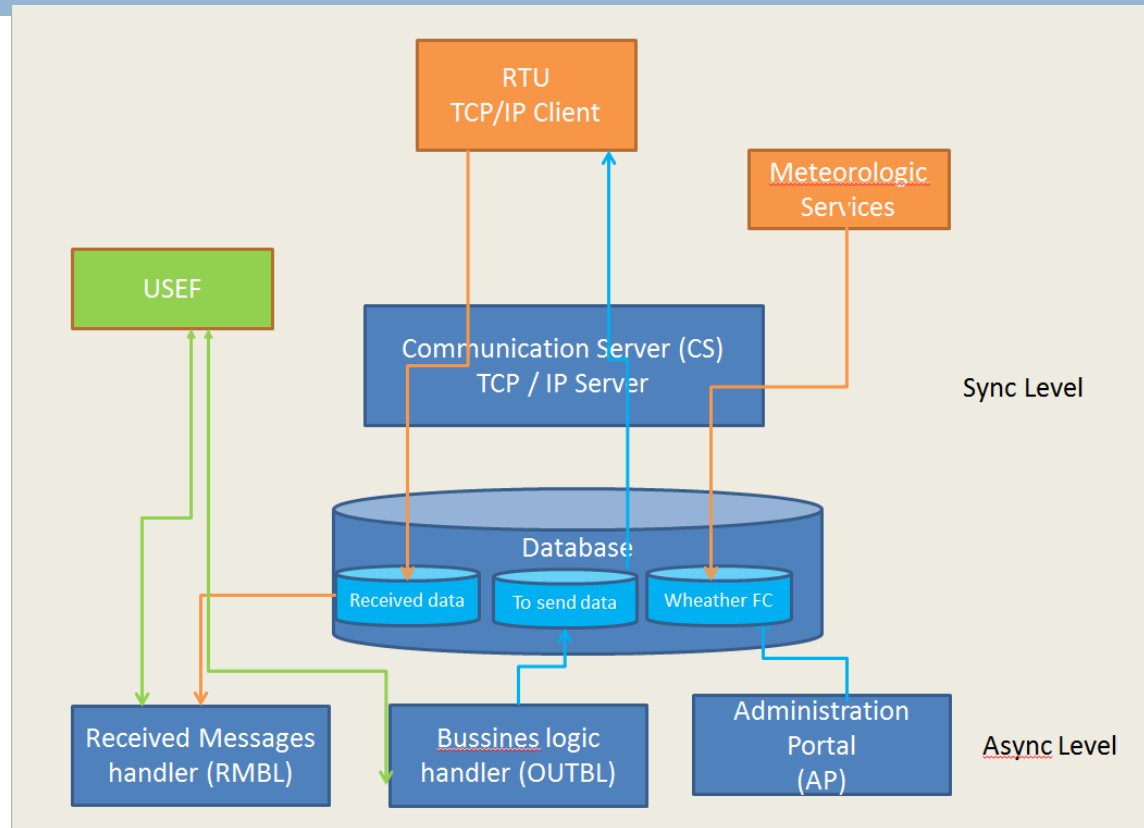 RTU
TCP/IP Client
Meteorologic
Services
USEF
Communication Server (CS)
TCP / IP Server
Sync Level
Database
Received data
To send data
Wheather FC
Received Messages
handler (RMBL)
Bussines logic
handler (OUTBL)
Administration
Portal
(AP)
Async Level